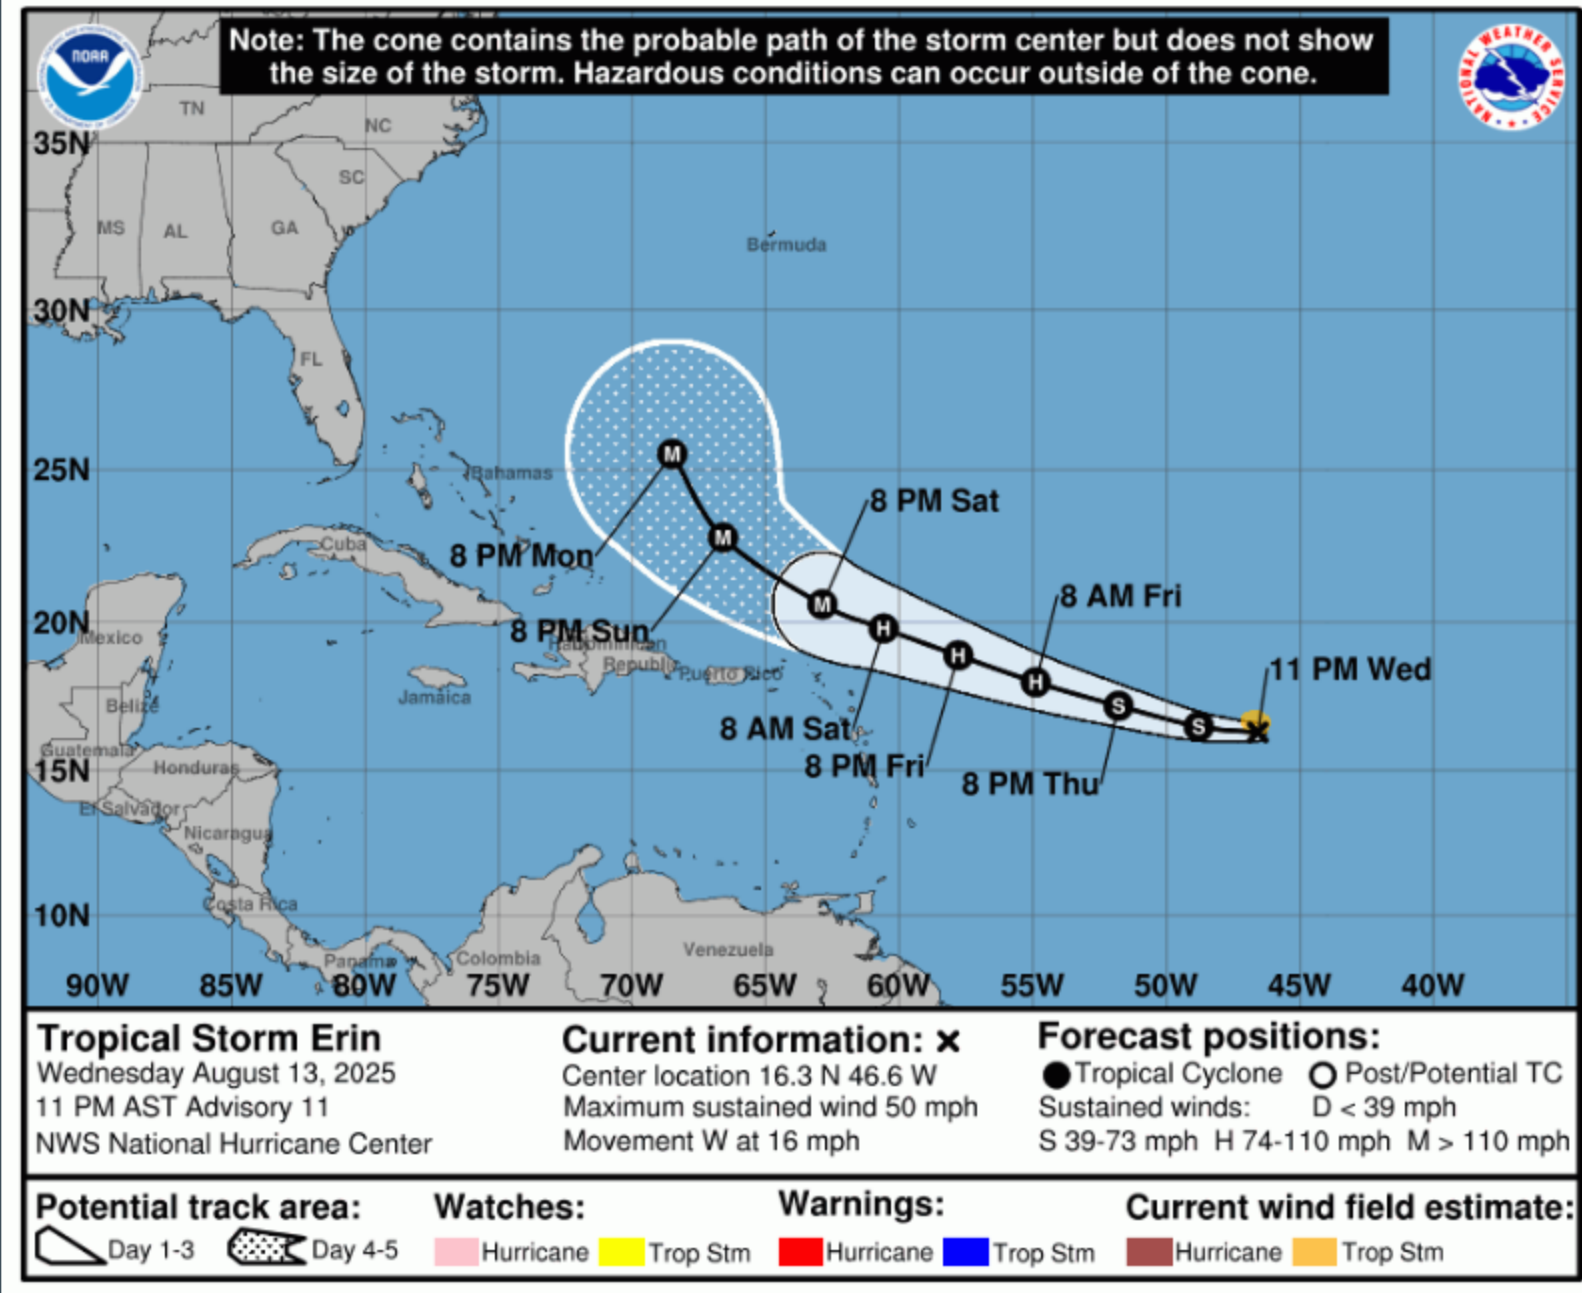 Note: The cone contains the probable path of the storm center but does not show
the size of the storm. Hazardous conditions can occur outside of the cone.
NOAA
NATIONAL WEATHER SERVICE
TN
NC
35N
SC
MS
AL
GA
Bermuda
30N
FL
25N
Bahamas
M
8 PM Sat
M
8 PM Mon
Cuba
8 AM Fri
M
20N
Mexico
8 PM Sun
H
Dominican
Republic
Puerto Rico
H
11 PM Wed
H
Jamaica
Belize
S
S
8 AM Sat
Guatemala
15N
Honduras
8 PM Fri
8 PM Thu
El Salvador
Nicaragua
Costa Rica
10N
Panama
Colombia
Venezuela
90W 85W 80W 75W 70W 65W 60W 55W 50W 45W 40W
Tropical Storm Erin
Wednesday August 13, 2025
11 PM AST Advisory 11
NWS National Hurricane Center
Current information: x
Center location 16.3 N 46.6 W
Maximum sustained wind 50 mph
Movement W at 16 mph
Forecast positions:
Tropical Cyclone Post/Potential TC
Sustained winds: D < 39 mph
S 39-73 mph H 74-110 mph M > 110 mph
Potential track area:
Day 1-3 Day 4-5
Watches:
Hurricane Trop Stm
Warnings:
Hurricane Trop Stm
Current wind field estimate:
Hurricane Trop Stm